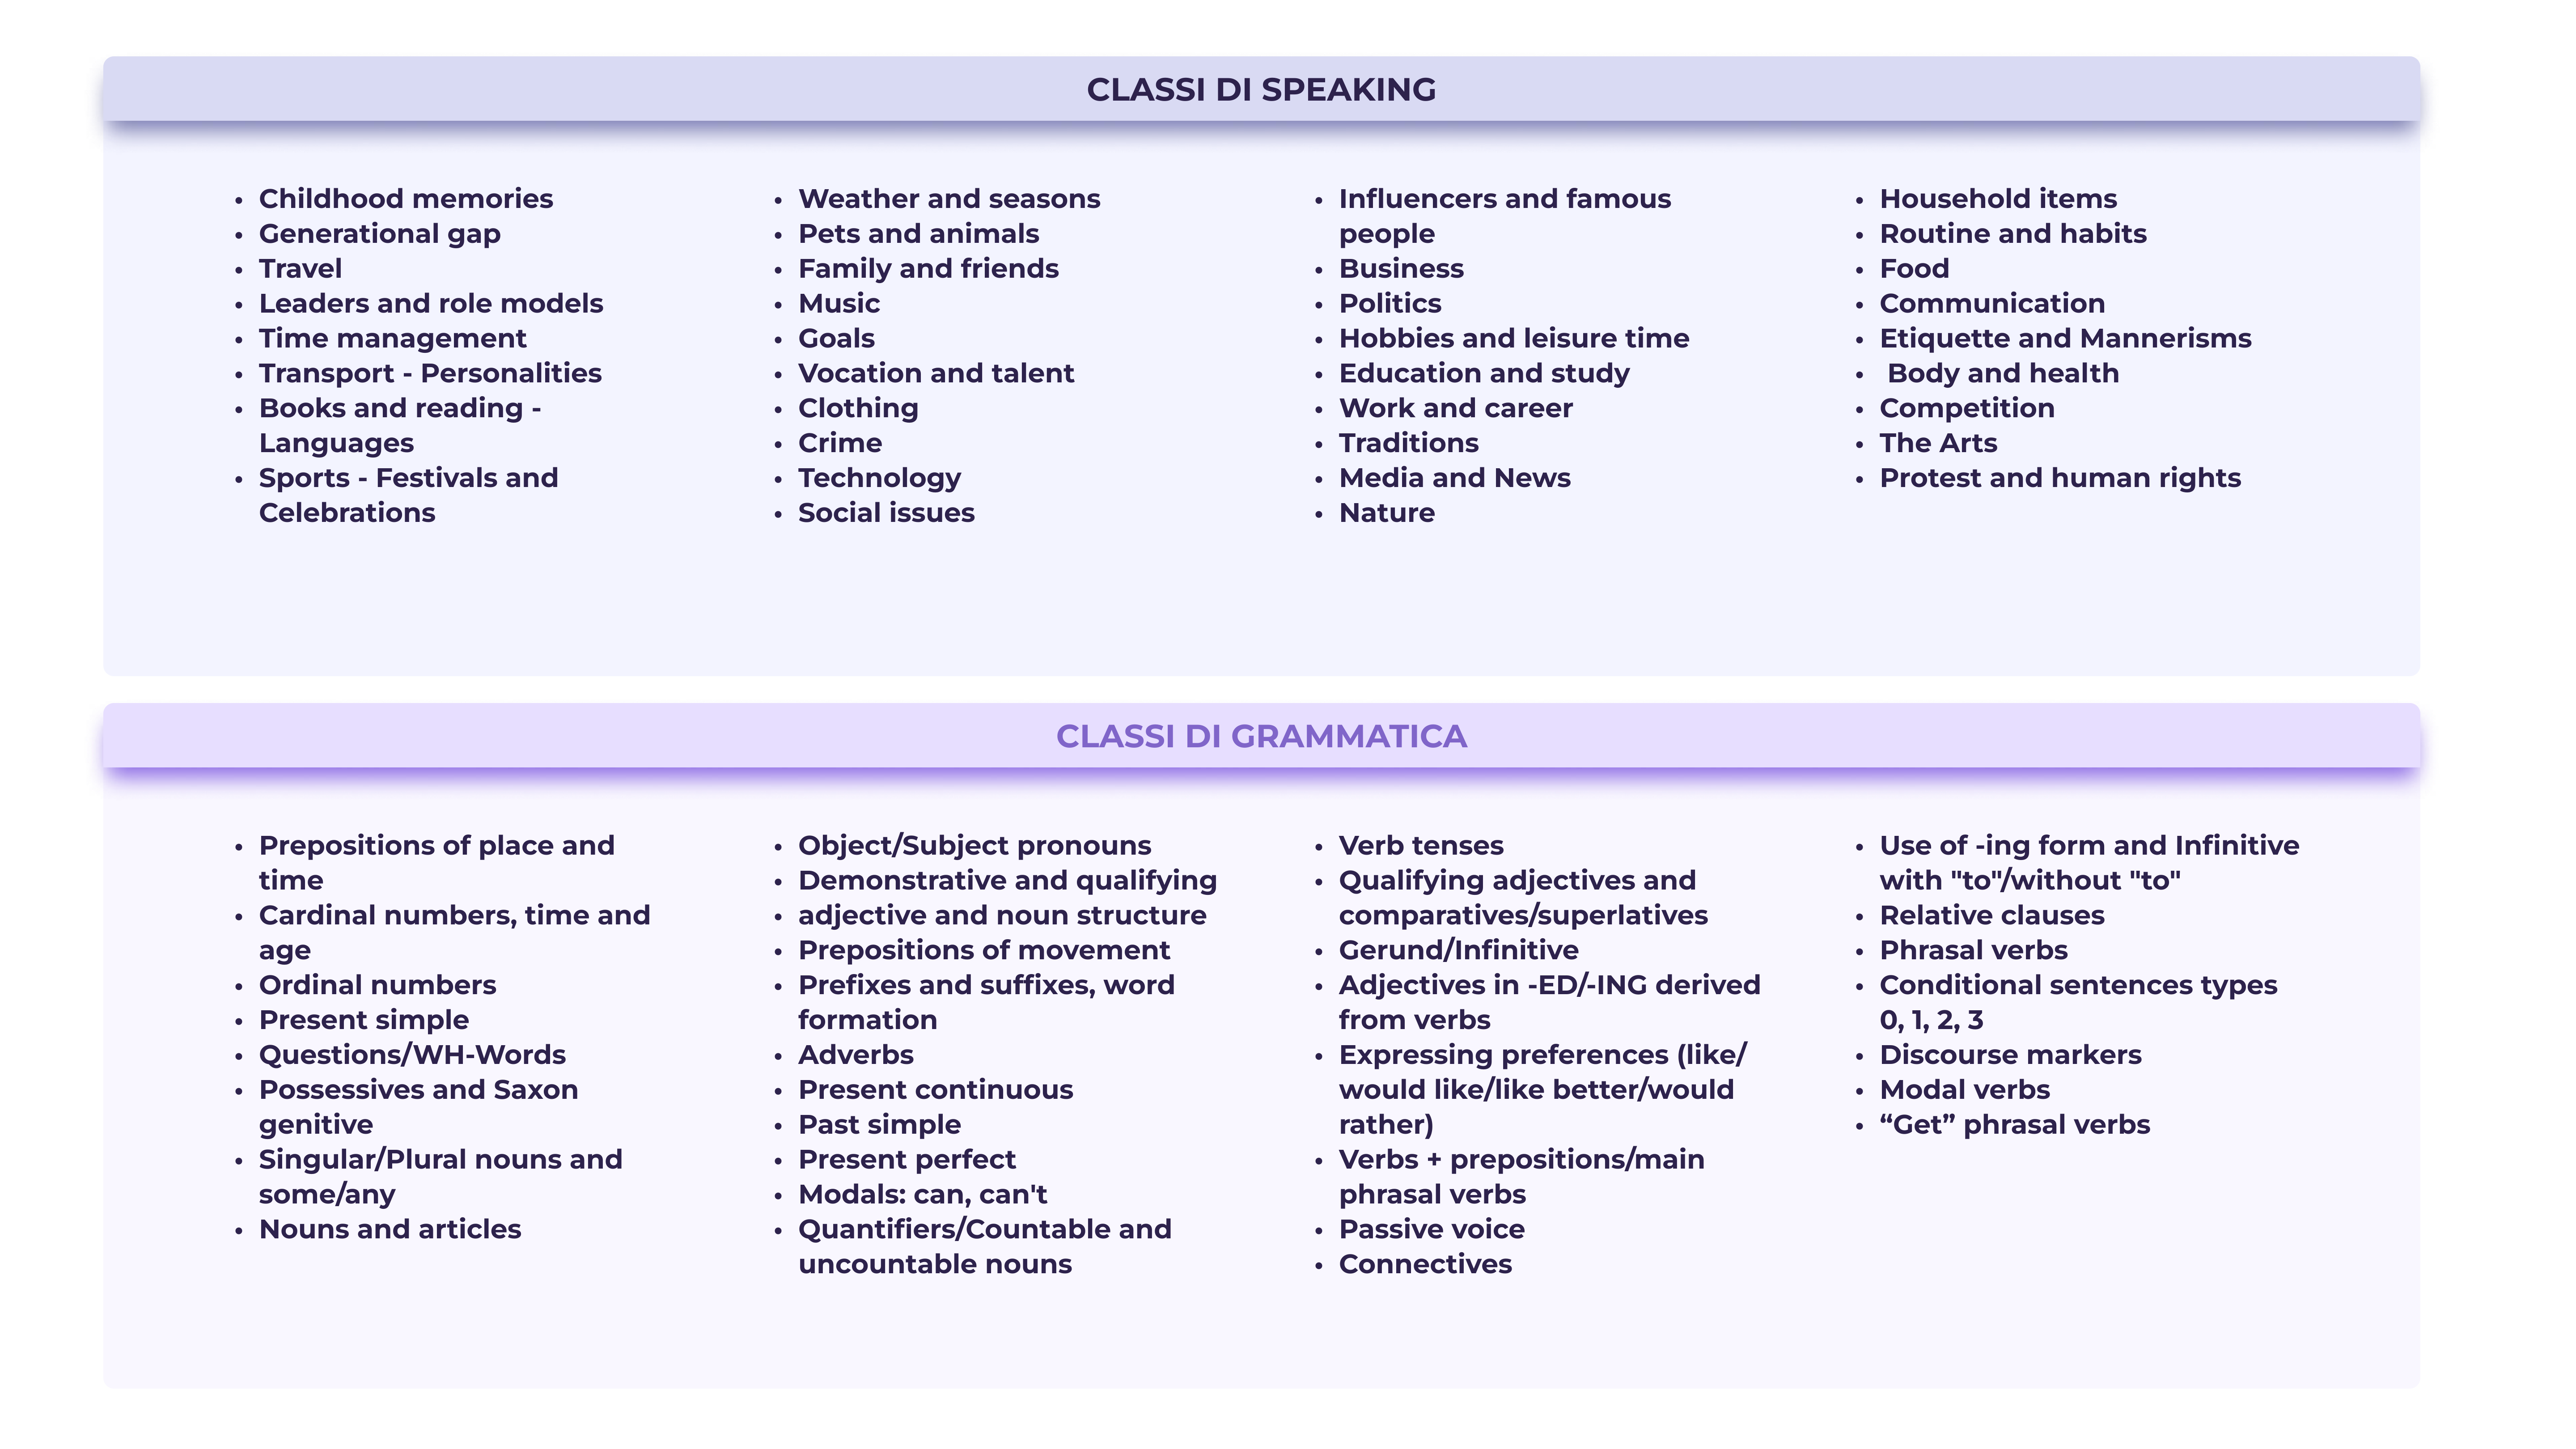 CLASSI DI SPEAKING
• Childhood memories
• Generational gap
• Travel
• Leaders and role models
• Time management
• Transport - Personalities
• Books and reading -
Languages
• Sports - Festivals and
Celebrations
• Weather and seasons
• Pets and animals
• Family and friends
• Music
• Goals
• Vocation and talent
• Clothing
• Crime
• Technology
• Social issues
• Influencers and famous
people
• Business
• Politics
• Hobbies and leisure time
• Education and study
• Work and career
• Traditions
• Media and News
• Nature
• Household items
• Routine and habits
• Food
• Communication
• Etiquette and Mannerisms
• Body and health
• Competition
• The Arts
• Protest and human rights
CLASSI DI GRAMMATICA
• Prepositions of place and
time
• Cardinal numbers, time and
age
• Ordinal numbers
• Present simple
• Questions/WH-Words
• Possessives and Saxon
genitive
• Singular/Plural nouns and
some/any
• Nouns and articles
• Object/Subject pronouns
• Demonstrative and qualifying
• adjective and noun structure
• Prepositions of movement
• Prefixes and suffixes, word
formation
• Adverbs
• Present continuous
• Past simple
• Present perfect
• Modals: can, can't
• Quantifiers/Countable and
uncountable nouns
• Verb tenses
• Qualifying adjectives and
comparatives/superlatives
• Gerund/Infinitive
• Adjectives in -ED/-ING derived
from verbs
• Expressing preferences (like/
would like/like better/would
rather)
• Verbs + prepositions/main
phrasal verbs
• Passive voice
• Connectives
• Use of -ing form and Infinitive
with "to"/without "to"
• Relative clauses
• Phrasal verbs
• Conditional sentences types
0, 1, 2, 3
• Discourse markers
• Modal verbs
• “Get” phrasal verbs